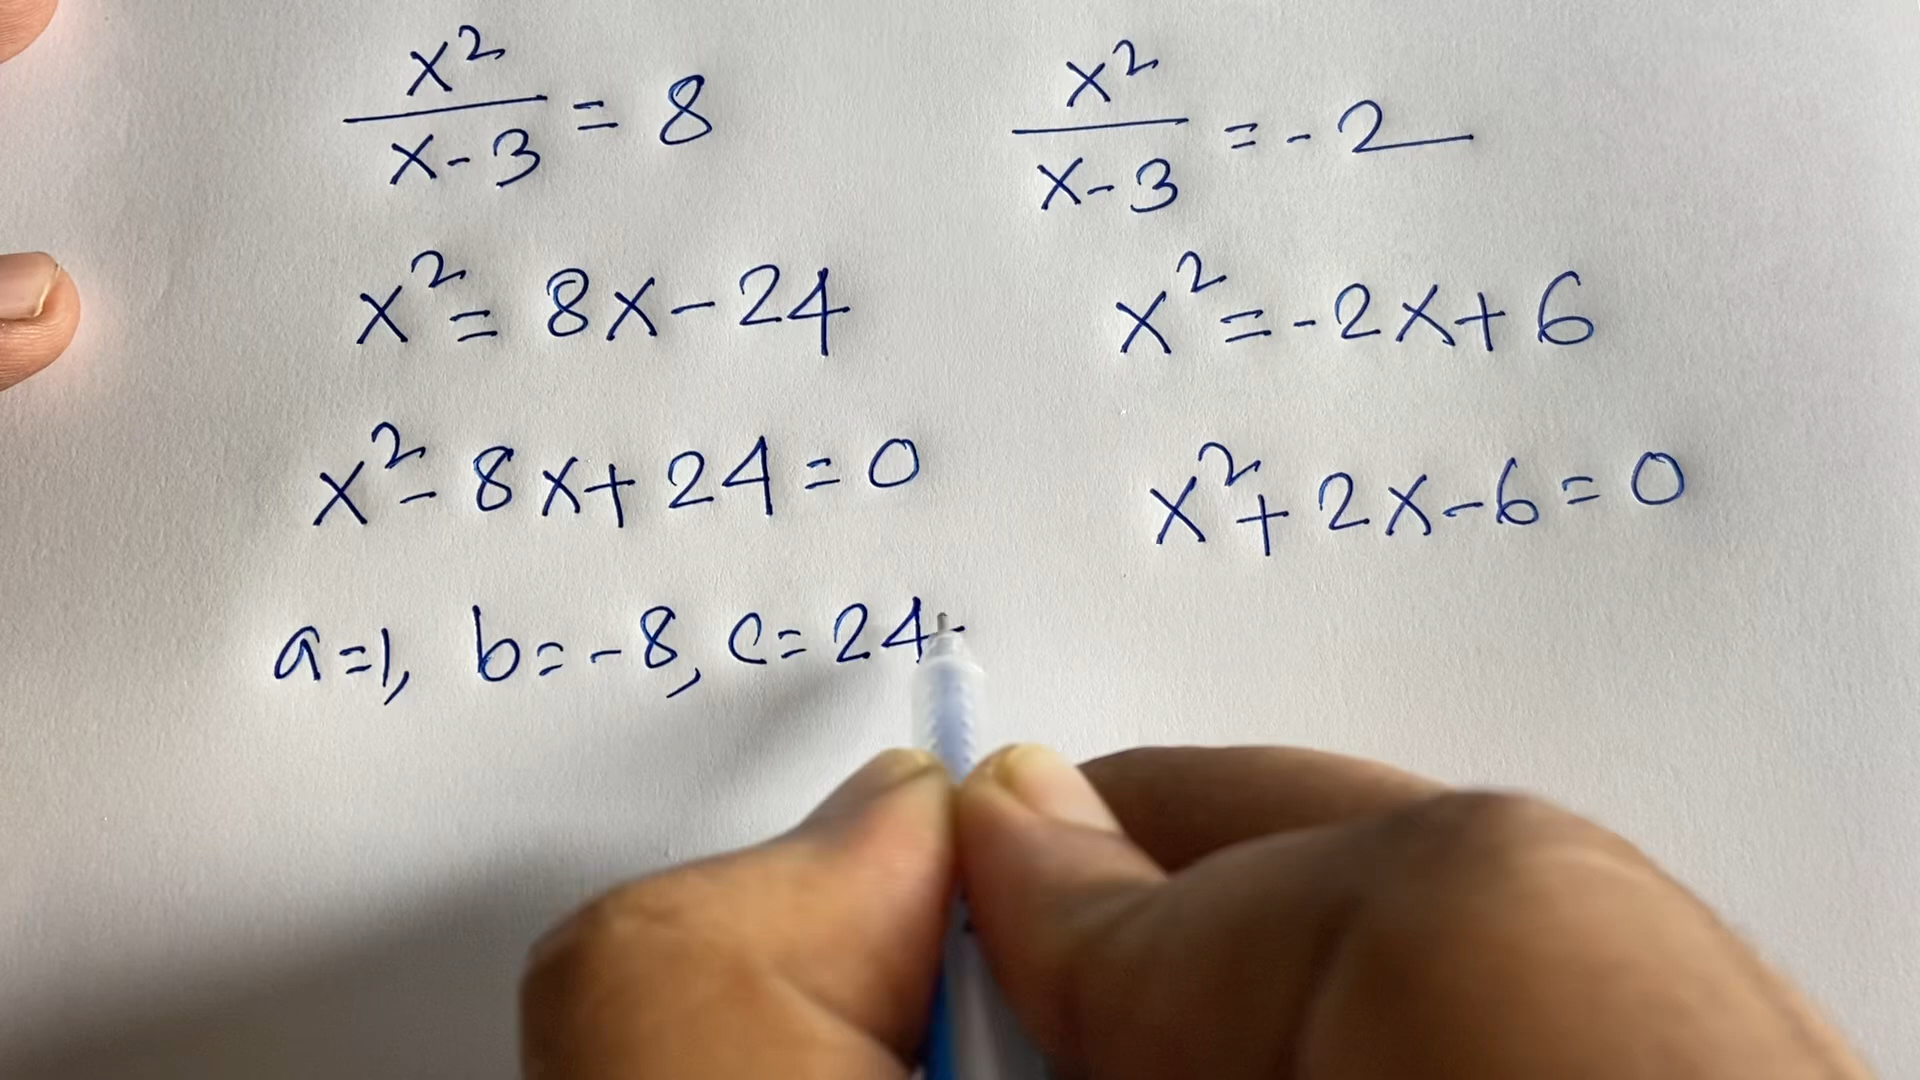 x²/(x-3) = 8
x² = 8x - 24
x² - 8x + 24 = 0
a=1, b=-8, c=24
x²/(x-3) = -2
x² = -2x + 6
x² + 2x - 6 = 0